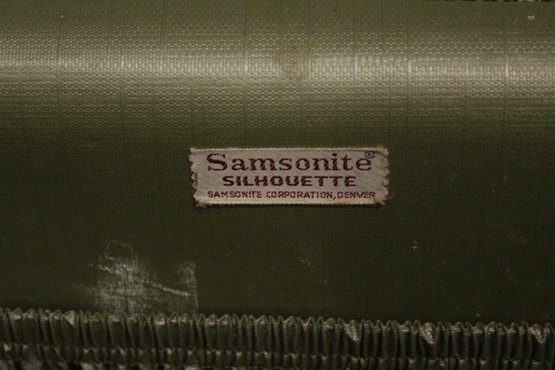 Samsonite®
SILHOUETTE
SAMSONITE CORPORATION, DENVER